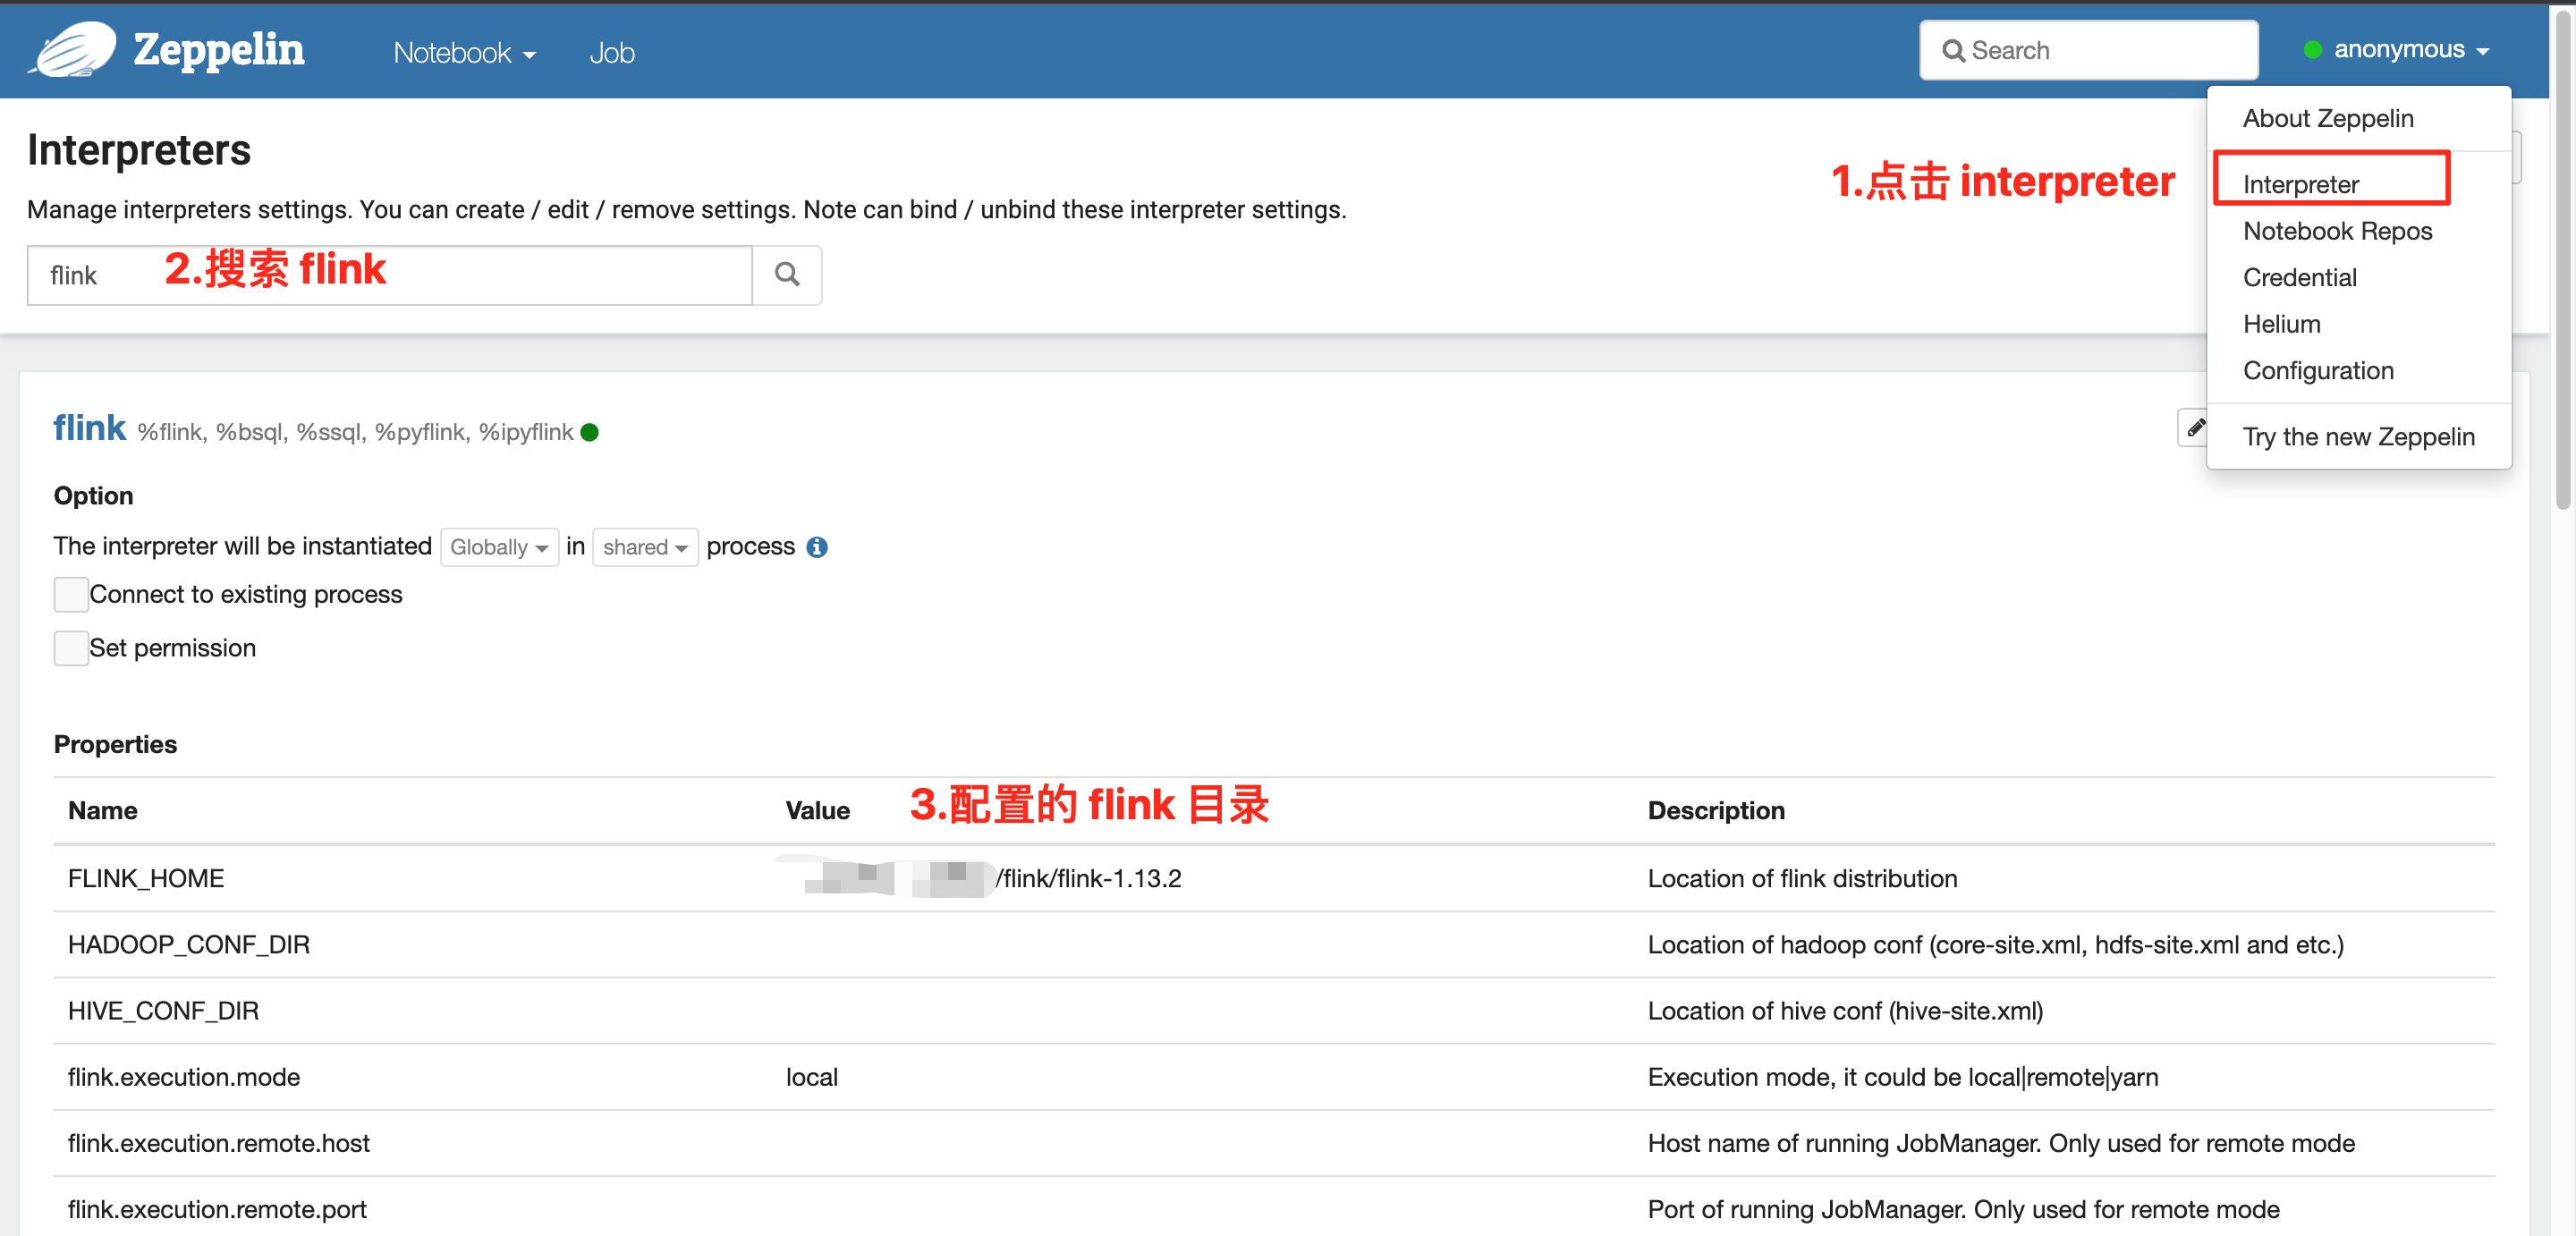 Zeppelin Notebook Job Search anonymous
About Zeppelin
Interpreter
Notebook Repos
Credential
Helium
Configuration
Try the new Zeppelin
1.点击 interpreter
Interpreters
Manage interpreters settings. You can create / edit / remove settings. Note can bind / unbind these interpreter settings.
flink 2.搜索 flink
flink %flink, %bsql, %ssql, %pyflink, %ipyflink
Option
The interpreter will be instantiated Globally in shared process
Connect to existing process
Set permission
Properties
Name Value 3.配置的 flink 目录 Description
FLINK_HOME /flink/flink-1.13.2 Location of flink distribution
HADOOP_CONF_DIR Location of hadoop conf (core-site.xml, hdfs-site.xml and etc.)
HIVE_CONF_DIR Location of hive conf (hive-site.xml)
flink.execution.mode local Execution mode, it could be local|remote|yarn
flink.execution.remote.host Host name of running JobManager. Only used for remote mode
flink.execution.remote.port Port of running JobManager. Only used for remote mode